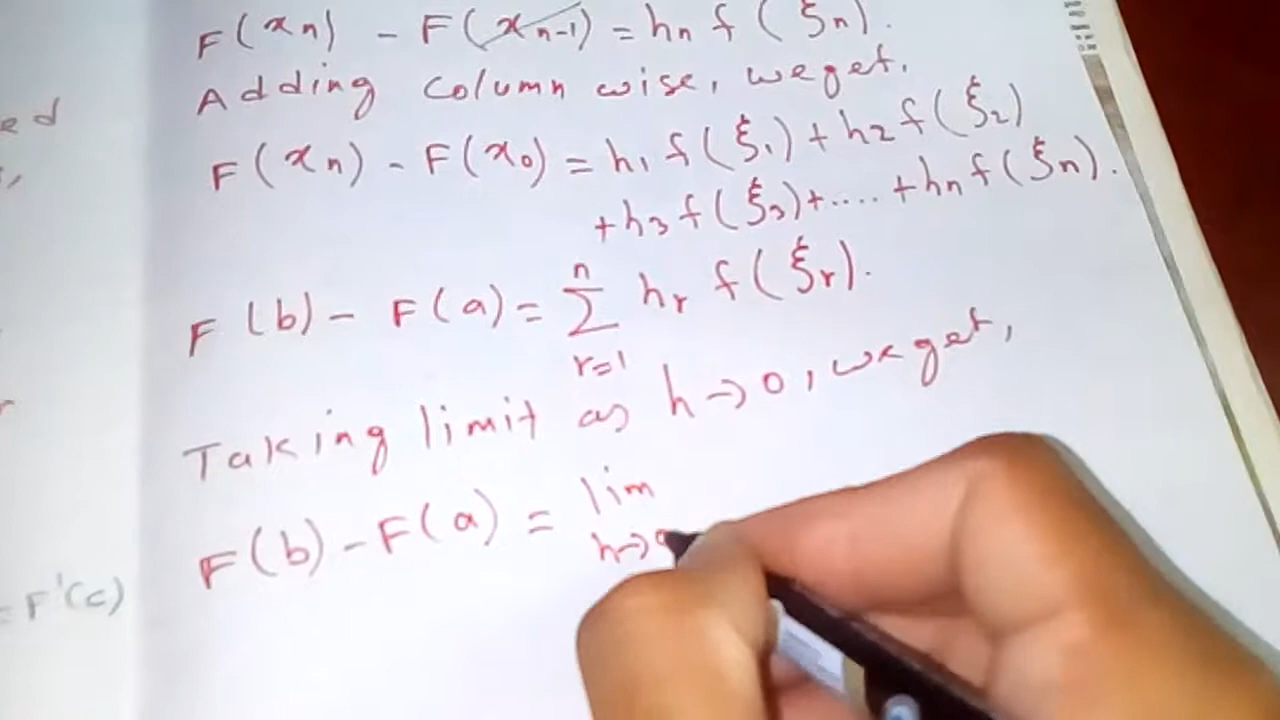 ed
F(xn) - F(xn-1) = hn f(ξn).
Adding column wise, we get,
F(xn) - F(x0) = h1 f(ξ1) + h2 f(ξ2)
+ h3 f(ξ3) + .... + hn f(ξn).
F(b) - F(a) = n∑r=1 hr f(ξr).
Taking limit as h→0, we get,
F(b) - F(a) = lim h→0
= F'(c)